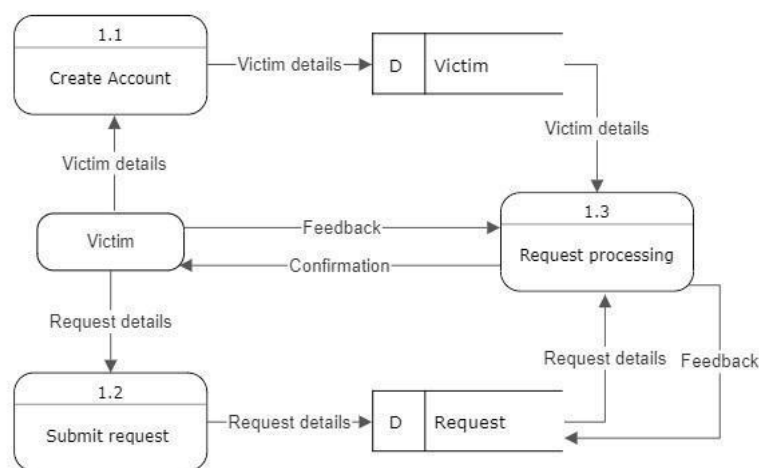 1.1
Create Account
Victim details
D
Victim
Victim details
Victim details
Victim
Feedback
Confirmation
1.3
Request processing
Request details
Request details
Feedback
1.2
Submit request
Request details
D
Request